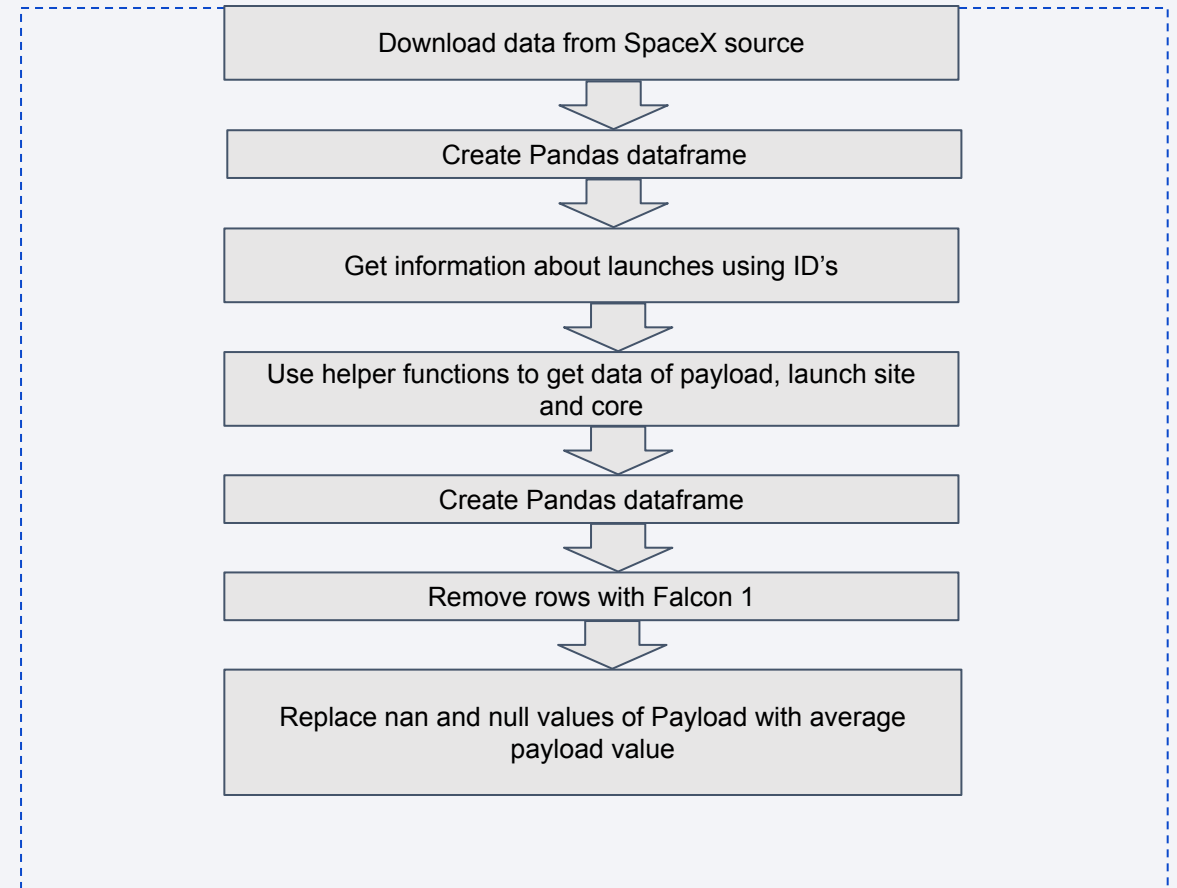 Download data from SpaceX source
Create Pandas dataframe
Get information about launches using ID’s
Use helper functions to get data of payload, launch site
and core
Create Pandas dataframe
Remove rows with Falcon 1
Replace nan and null values of Payload with average
payload value